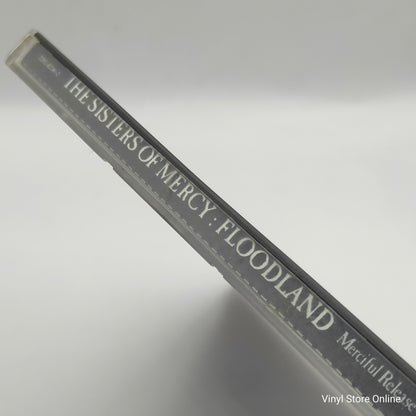 THE SISTERS OF MERCY : FLOODLAND Merciful Release
Vinyl Store Online